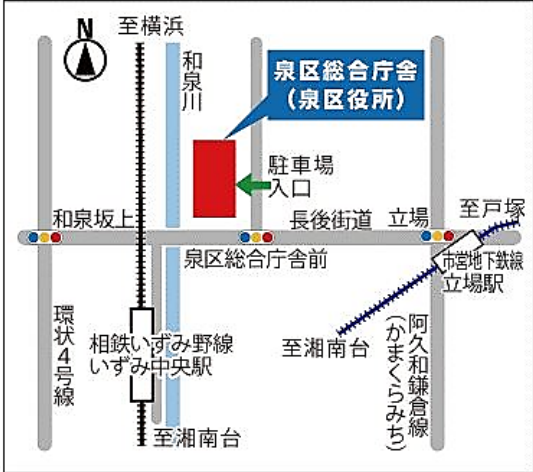 N
至横浜
和泉川
泉区総合庁舎
（泉区役所）
駐車場
入口
和泉坂上
長後街道
立場
至戸塚
泉区総合庁舎前
市営地下鉄線
立場駅
環状4号線
相鉄いずみ野線
いずみ中央駅
至湘南台
阿久和鎌倉線
（かまくらみち）
至湘南台